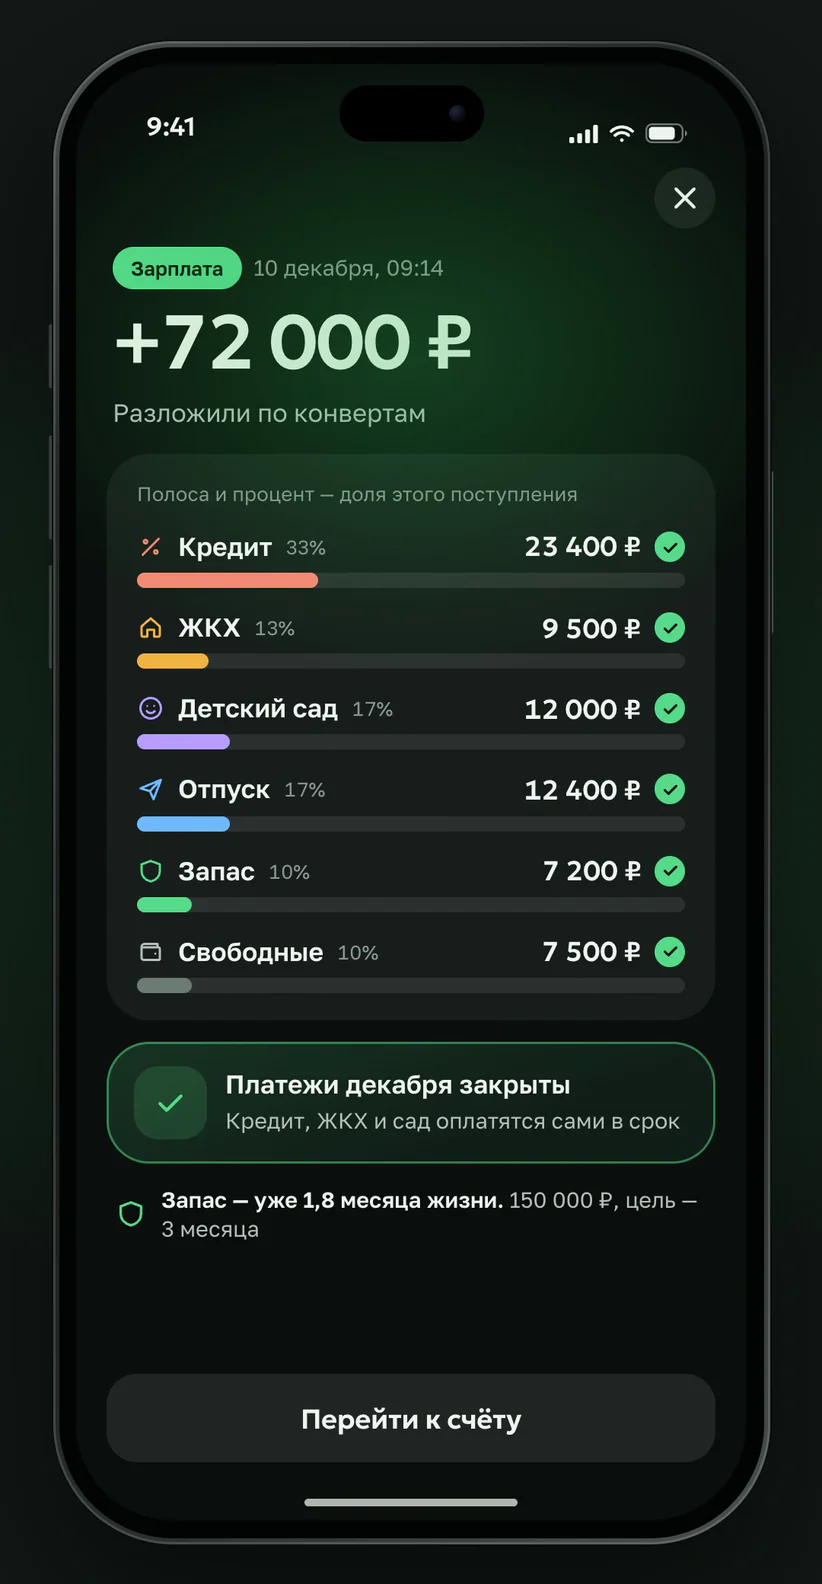 9:41
Зарплата 10 декабря, 09:14
+72 000 ₽
Разложили по конвертам
Полоса и процент — доля этого поступления
Кредит 33% 23 400 ₽
ЖКХ 13% 9 500 ₽
Детский сад 17% 12 000 ₽
Отпуск 17% 12 400 ₽
Запас 10% 7 200 ₽
Свободные 10% 7 500 ₽
Платежи декабря закрыты
Кредит, ЖКХ и сад оплатятся сами в срок
Запас — уже 1,8 месяца жизни. 150 000 ₽, цель —
3 месяца
Перейти к счёту